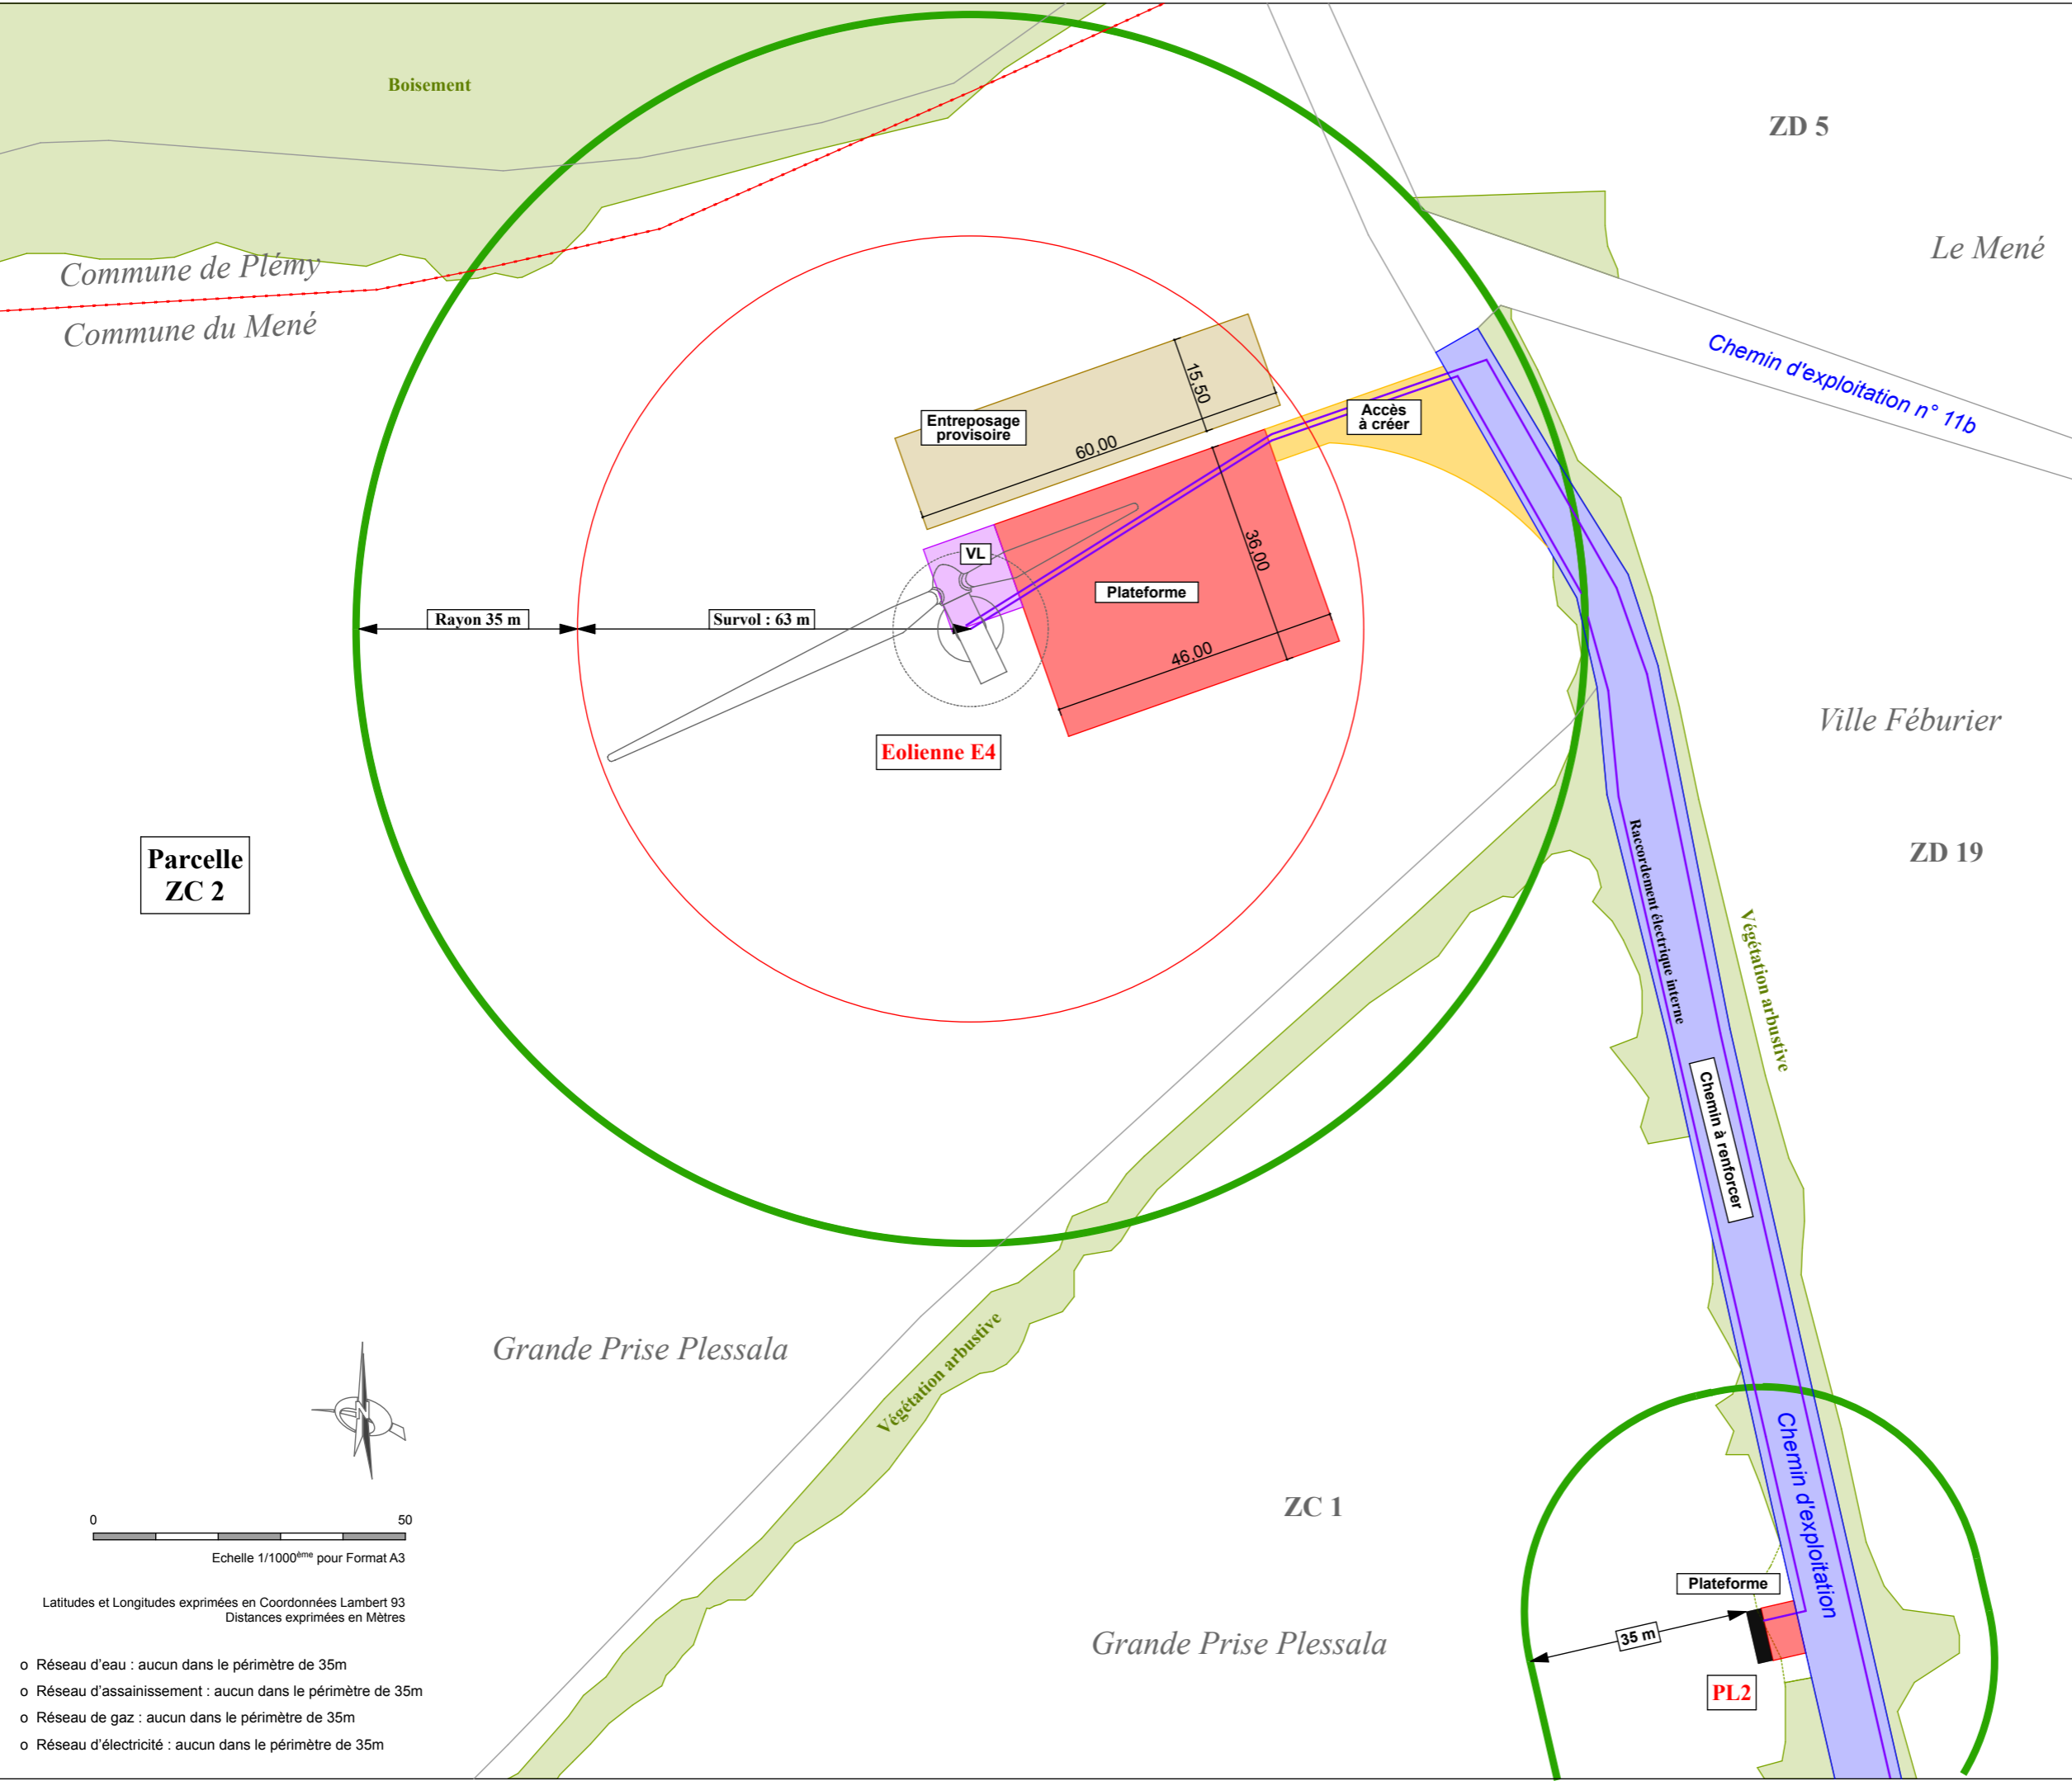 Boisement
ZD 5
Le Mené
Commune de Plémy
Commune du Mené
Chemin d'exploitation n° 11b
15,50
Entreposage
provisoire
60,00
Accès
à créer
VL
36,00
Plateforme
Rayon 35 m
Survol : 63 m
46,00
Eolienne E4
Ville Féburier
Parcelle
ZC 2
ZD 19
Raccordement électrique interne
Végétation arbustive
Chemin à renforcer
Grande Prise Plessala
Végétation arbustive
N
ZC 1
Chemin d'exploitation
0 50
Echelle 1/1000ème pour Format A3
Latitudes et Longitudes exprimées en Coordonnées Lambert 93
Distances exprimées en Mètres
Plateforme
35 m
Grande Prise Plessala
PL2
o Réseau d'eau : aucun dans le périmètre de 35m
o Réseau d'assainissement : aucun dans le périmètre de 35m
o Réseau de gaz : aucun dans le périmètre de 35m
o Réseau d'électricité : aucun dans le périmètre de 35m